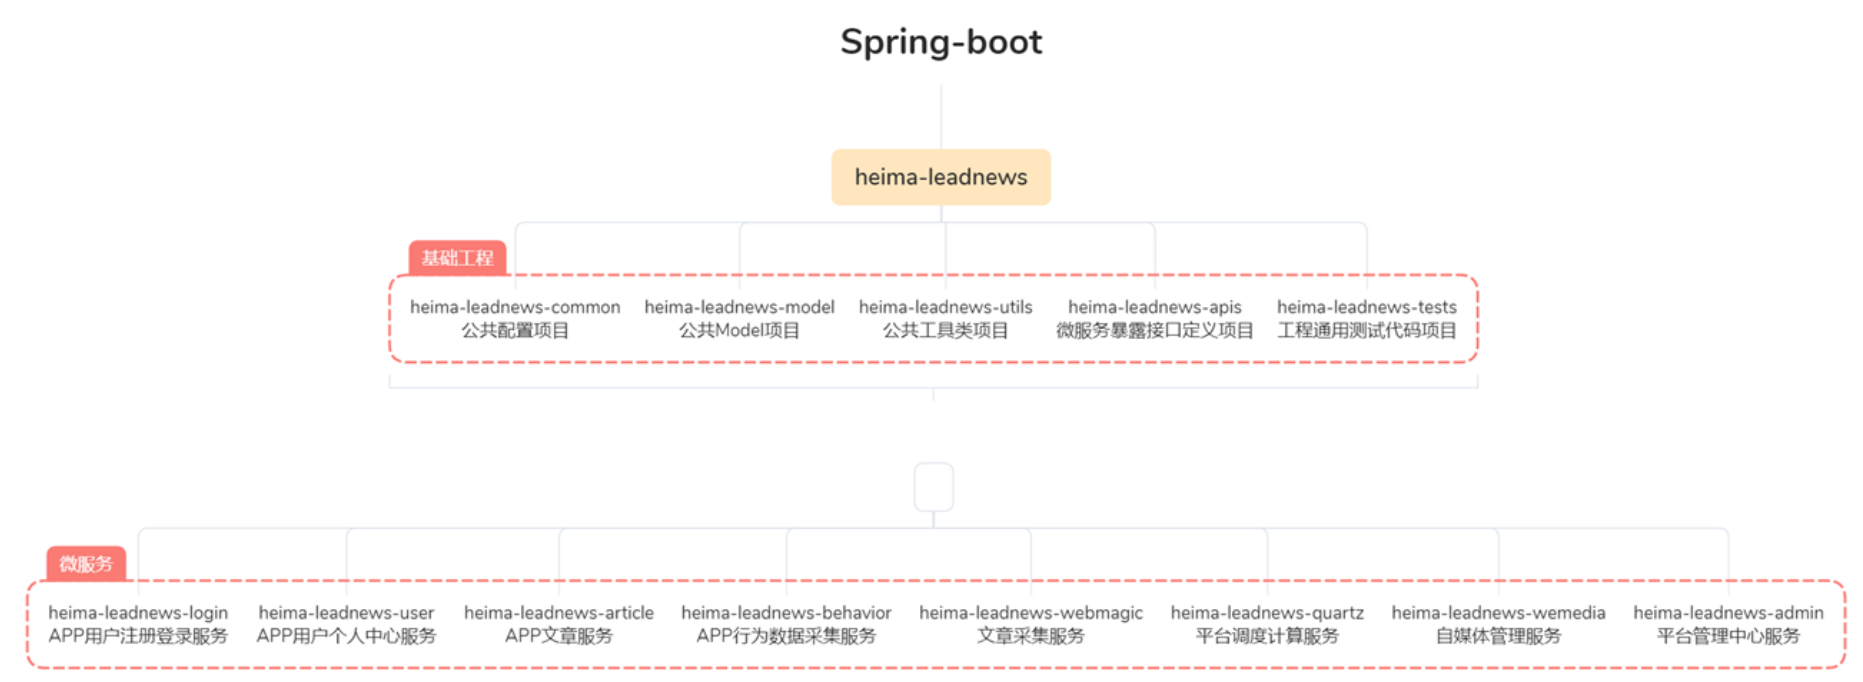 Spring-boot
heima-leadnews
基础工程
heima-leadnews-common
公共配置项目
heima-leadnews-model
公共Model项目
heima-leadnews-utils
公共工具类项目
heima-leadnews-apis
微服务暴露接口定义项目
heima-leadnews-tests
工程通用测试代码项目
微服务
heima-leadnews-login
APP用户注册登录服务
heima-leadnews-user
APP用户个人中心服务
heima-leadnews-article
APP文章服务
heima-leadnews-behavior
APP行为数据采集服务
heima-leadnews-webmagic
文章采集服务
heima-leadnews-quartz
平台调度计算服务
heima-leadnews-wemedia
自媒体管理服务
heima-leadnews-admin
平台管理中心服务